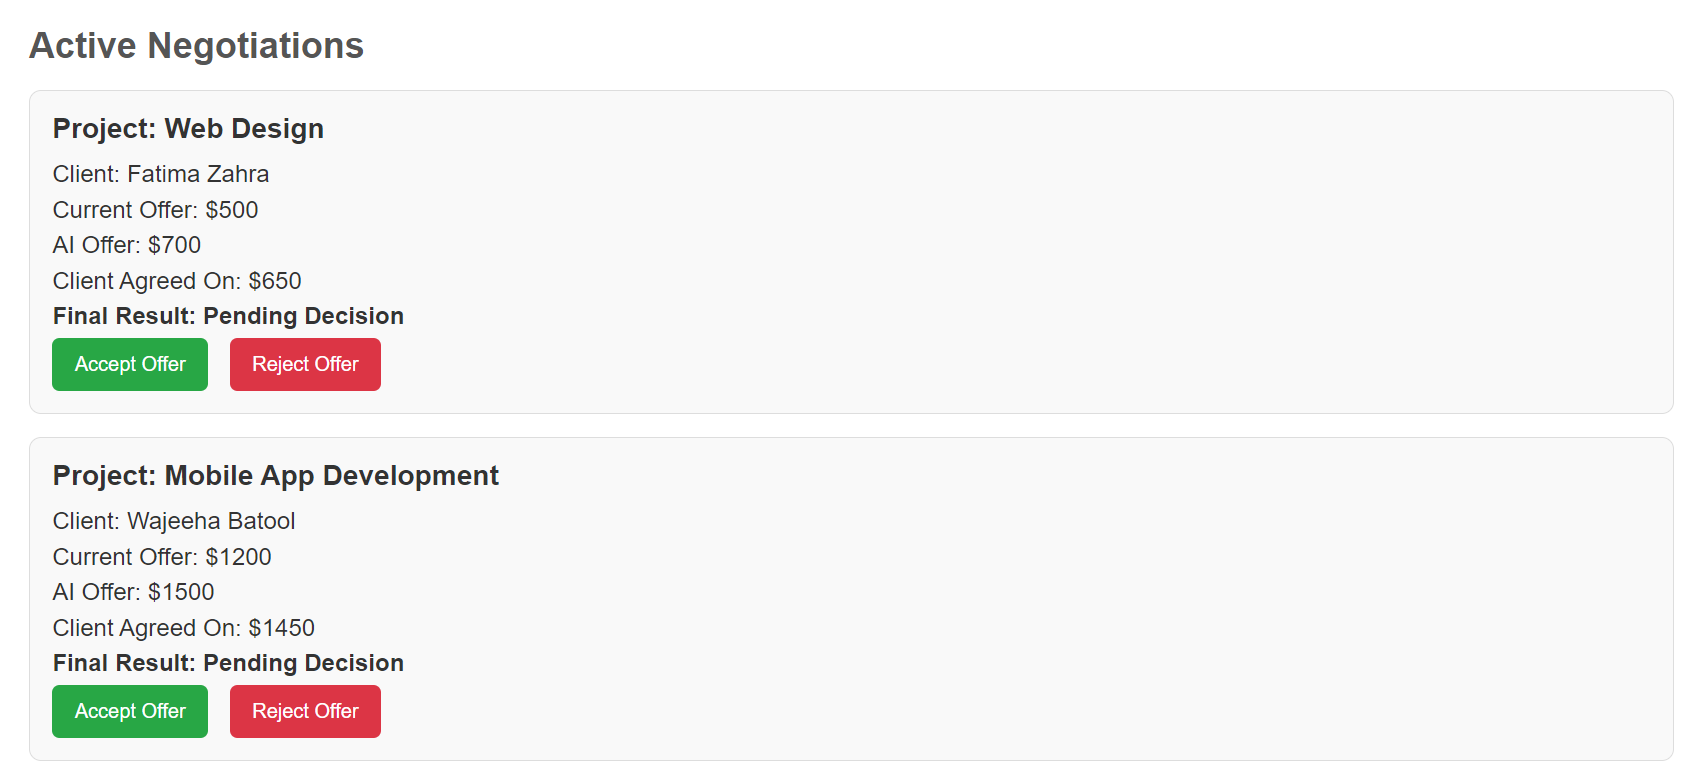 Active Negotiations
Project: Web Design
Client: Fatima Zahra
Current Offer: $500
AI Offer: $700
Client Agreed On: $650
Final Result: Pending Decision
Accept Offer Reject Offer
Project: Mobile App Development
Client: Wajeeha Batool
Current Offer: $1200
AI Offer: $1500
Client Agreed On: $1450
Final Result: Pending Decision
Accept Offer Reject Offer